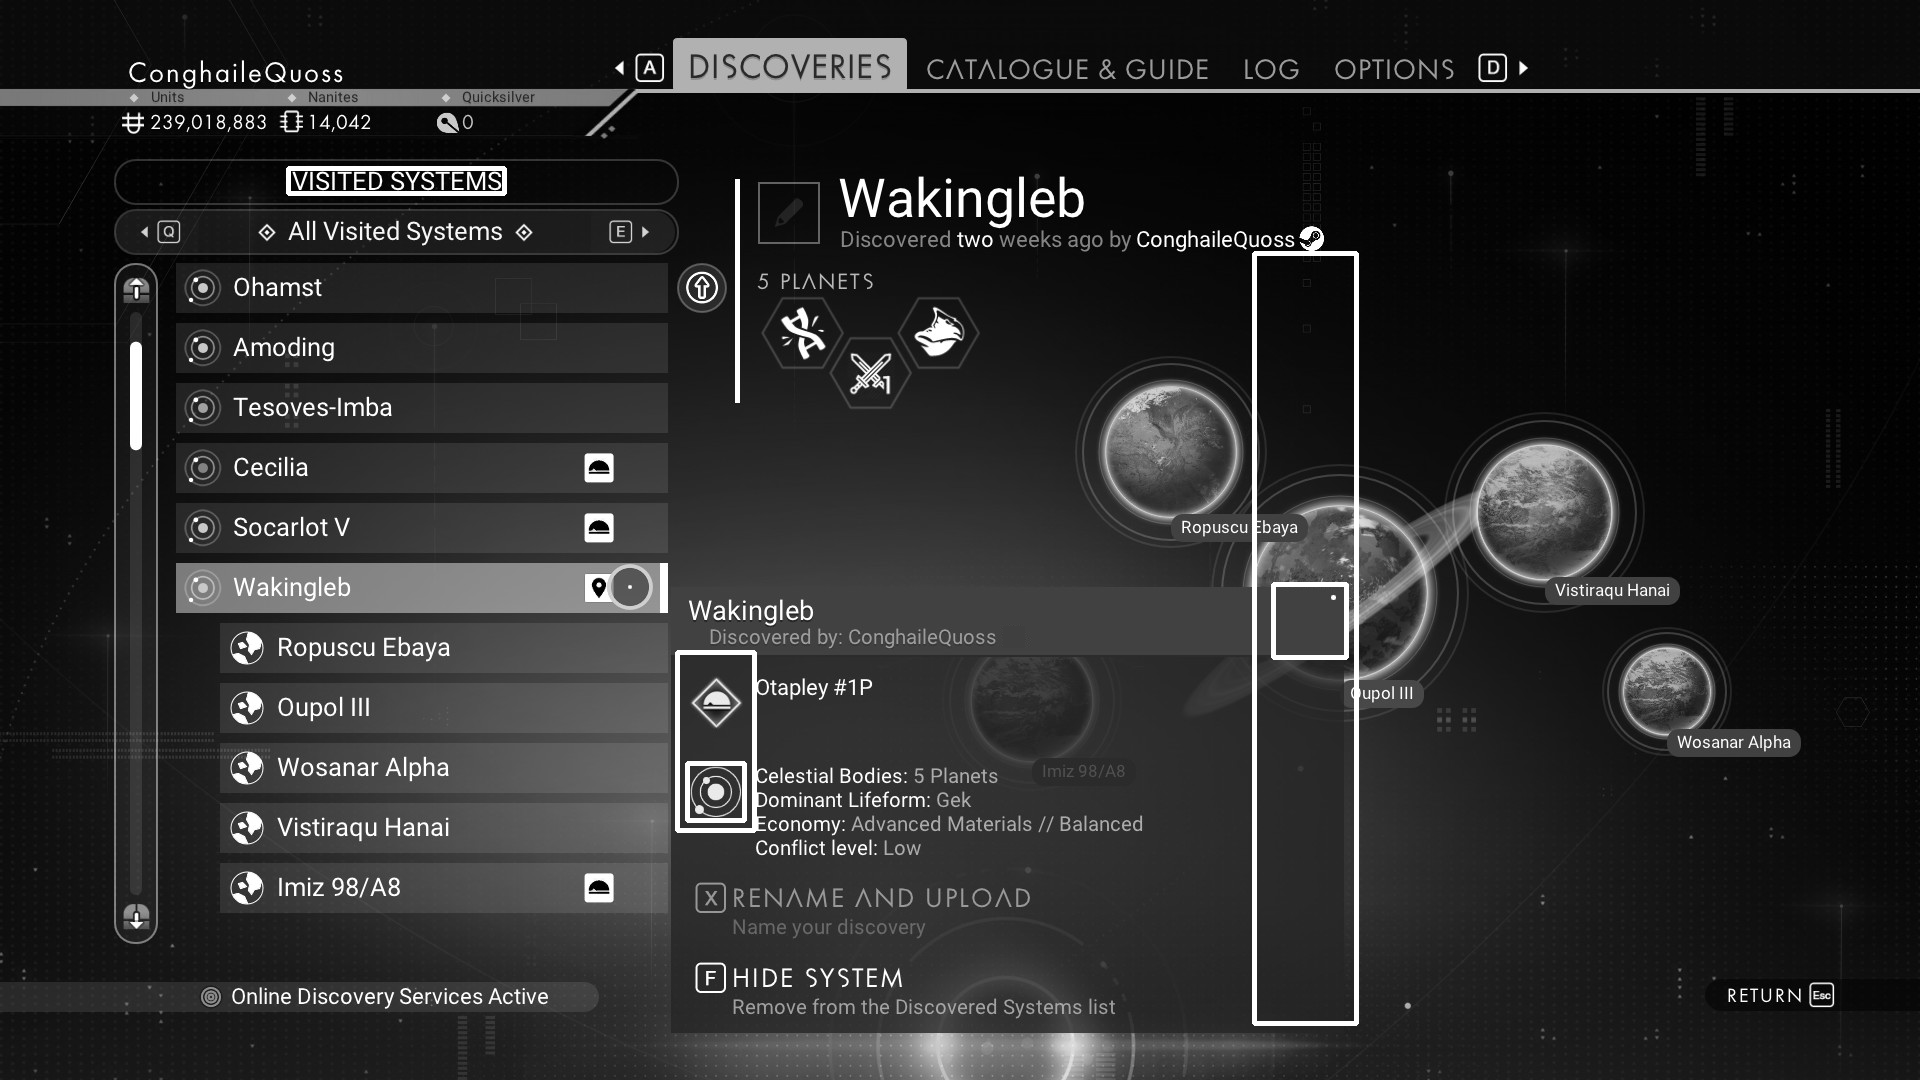 ConghaileQuoss
Units Nanites Quicksilver
239,018,883 14,042 0
A DISCOVERIES CATALOGUE & GUIDE LOG OPTIONS D
VISITED SYSTEMS
Q All Visited Systems E
Ohamst
Amoding
Tesoves-Imba
Cecilia
Socarlot V
Wakingleb
Ropuscu Ebaya
Oupol III
Wosanar Alpha
Vistiraqu Hanai
Imiz 98/A8
Online Discovery Services Active
Wakingleb
Discovered two weeks ago by ConghaileQuoss
5 PLANETS
1
Ropuscu Ebaya
Vistiraqu Hanai
Oupol III
Wosanar Alpha
Imiz 98/A8
Wakingleb
Discovered by: ConghaileQuoss
Otapley #1P
Celestial Bodies: 5 Planets
Dominant Lifeform: Gek
Economy: Advanced Materials // Balanced
Conflict level: Low
X RENAME AND UPLOAD
Name your discovery
F HIDE SYSTEM
Remove from the Discovered Systems list
RETURN Esc